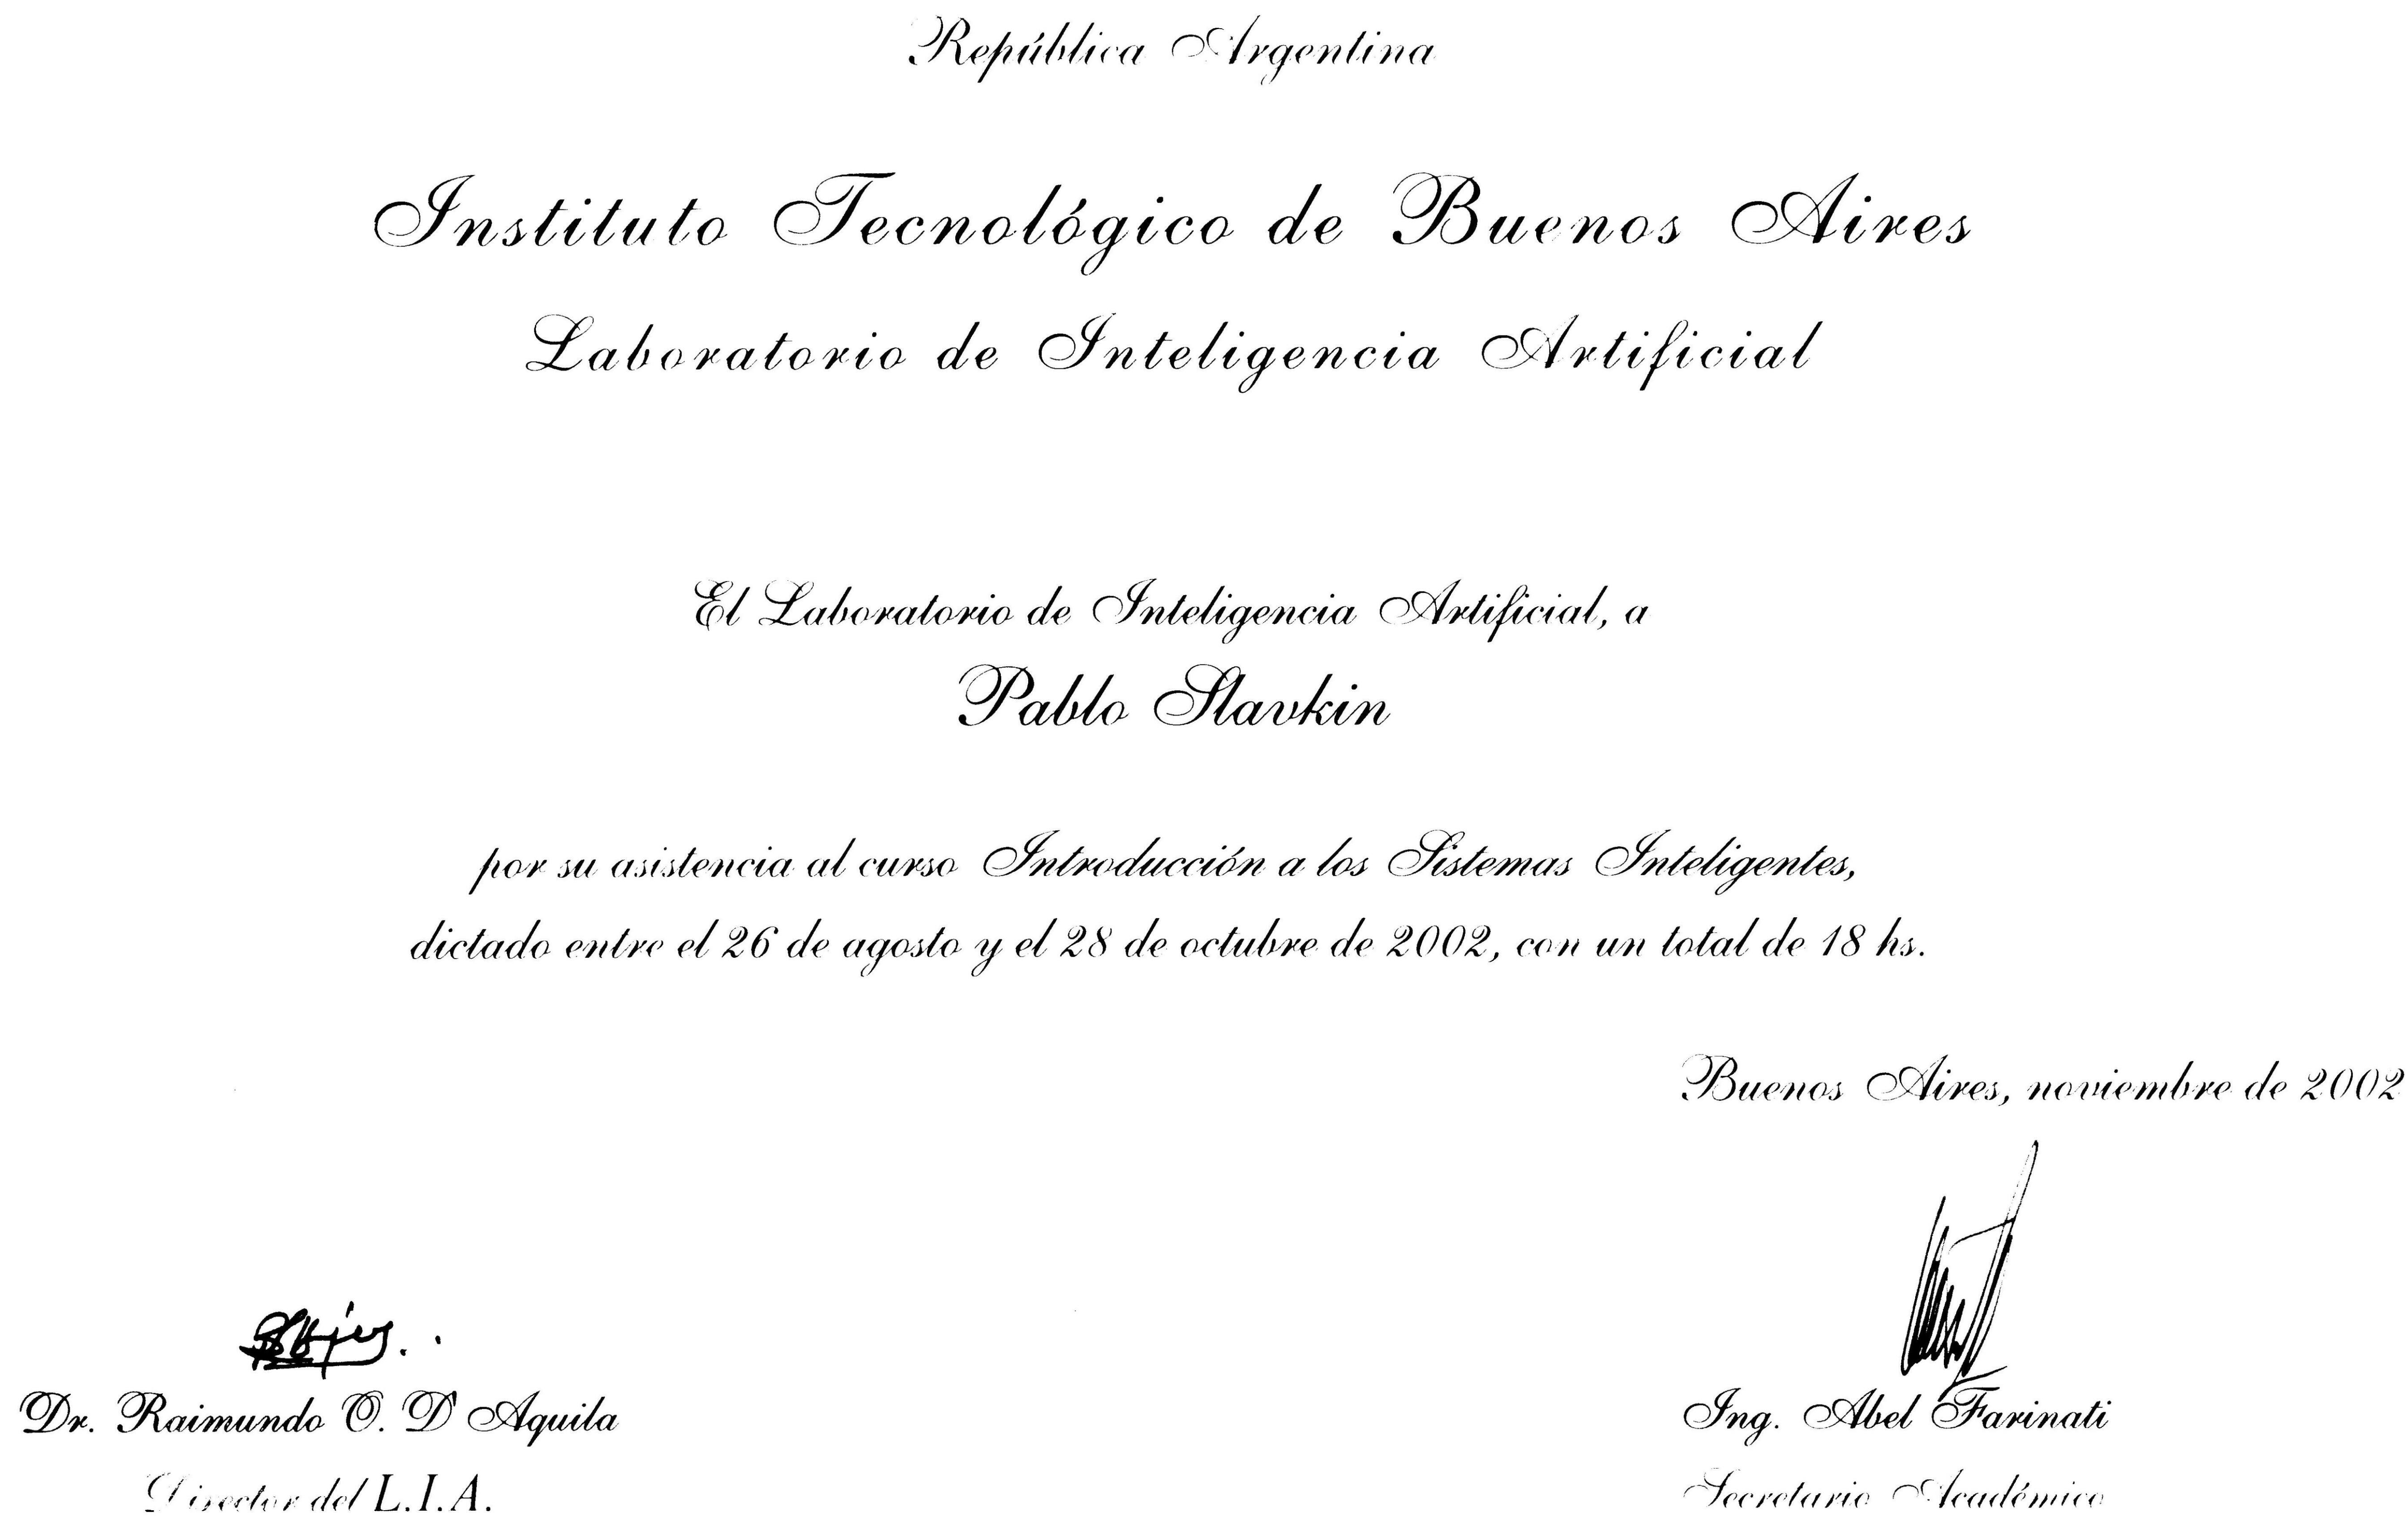 República Argentina
Instituto Tecnológico de Buenos Aires
Laboratorio de Inteligencia Artificial
El Laboratorio de Inteligencia Artificial, a
Pablo Slavkin
por su asistencia al curso Introducción a los Sistemas Inteligentes,
dictado entre el 26 de agosto y el 28 de octubre de 2002, con un total de 18 hs.
Buenos Aires, noviembre de 2002
Dr. Raimundo O. D Aquila
Ing. Abel Farinati
Director del L.I.A.
Secretario Académico